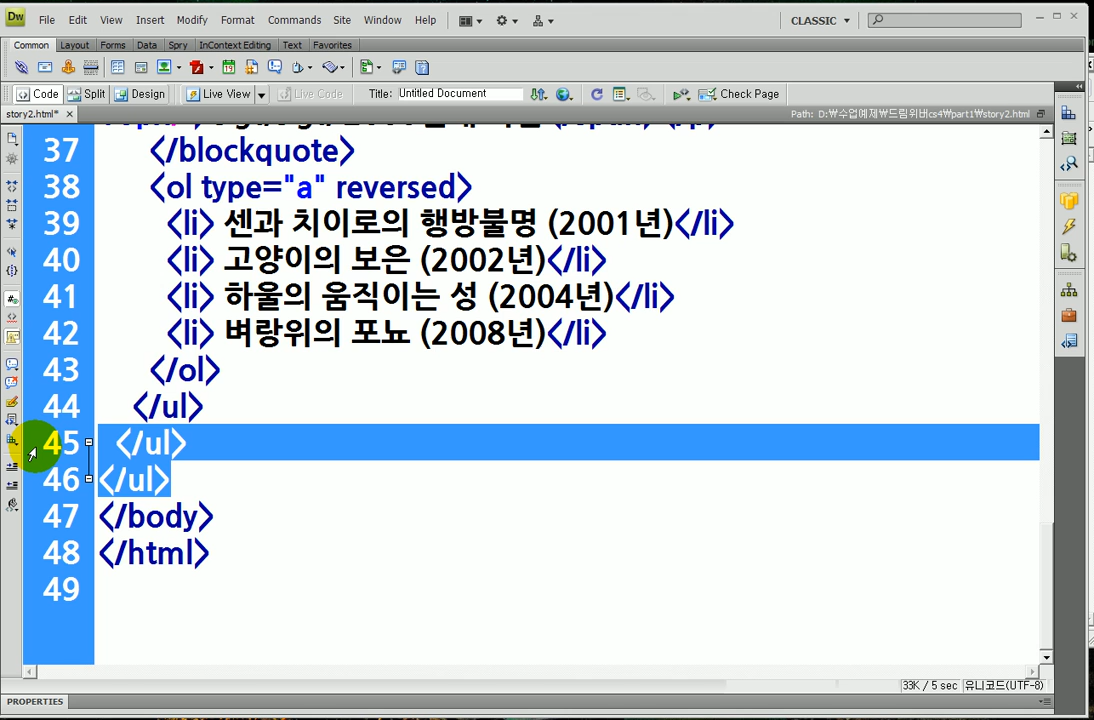 Dw File Edit View Insert Modify Format Commands Site Window Help CLASSIC
Common Layout Forms Data Spry InContext Editing Text Favorites
Code Split Design Live View Live Code Title: Untitled Document Check Page
story2.html* Path: D:₩수업예제₩드림위버cs4₩part1₩story2.html
37 </blockquote>
38 <ol type="a" reversed>
39 <li> 센과 치이로의 행방불명 (2001년)</li>
40 <li> 고양이의 보은 (2002년)</li>
41 <li> 하울의 움직이는 성 (2004년)</li>
42 <li> 벼랑위의 포뇨 (2008년)</li>
43 </ol>
44 </ul>
45 </ul>
46 </ul>
47 </body>
48 </html>
49
33K / 5 sec 유니코드(UTF-8)
PROPERTIES